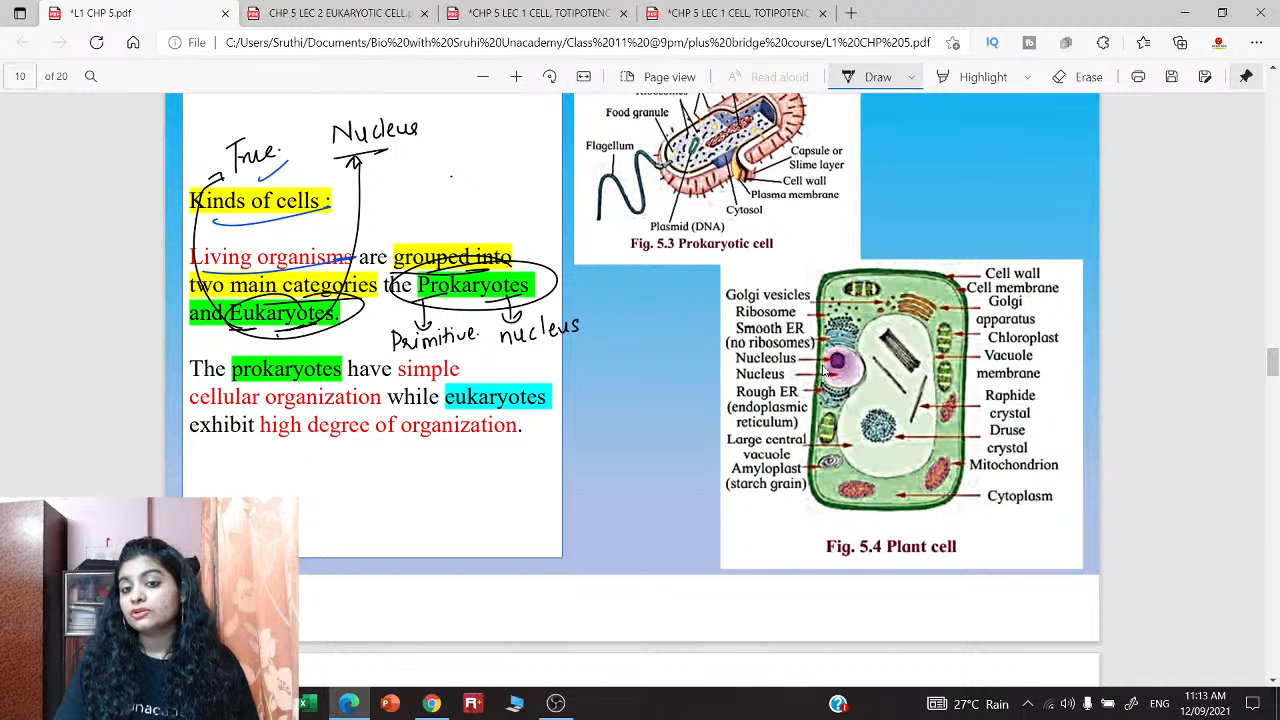 *L1 CHP 5.pdf
CHP 5 LEC 2 EUKARYOTIC CELL.p
*CHP 5 LEC 1 CELL, TOTIPOTENC
*CHP 5 LEC 1 CELL TOTIPOTENC
File
C:/Users/Sruthi/Documents/Bio%20with%20Sruhi%20Unacademy/Class%2011%20@9pm/plus%20bridge%20course/L1%20CHP%205.pdf
10 of 20
Page view
Read aloud
Draw
Highlight
Erase
True.
Nucleus
Kinds of cells :
Living organisms are grouped into
two main categories the Prokaryotes
and Eukaryotes.
Primitive.
nucleus
The prokaryotes have simple
cellular organization while eukaryotes
exhibit high degree of organization.
Ribosomes
Food granule
Flagellum
Capsule or
Slime layer
Cell wall
Plasma membrane
Cytosol
Plasmid (DNA)
Fig. 5.3 Prokaryotic cell
Golgi vesicles
Ribosome
Smooth ER
(no ribosomes)
Nucleolus
Nucleus
Rough ER
(endoplasmic
reticulum)
Large central
vacuole
Amyloplast
(starch grain)
Cell wall
Cell membrane
Golgi
apparatus
Chloroplast
Vacuole
membrane
Raphide
crystal
Druse
crystal
Mitochondrion
Cytoplasm
Fig. 5.4 Plant cell
27°C Rain
ENG
11:13 AM
12/09/2021